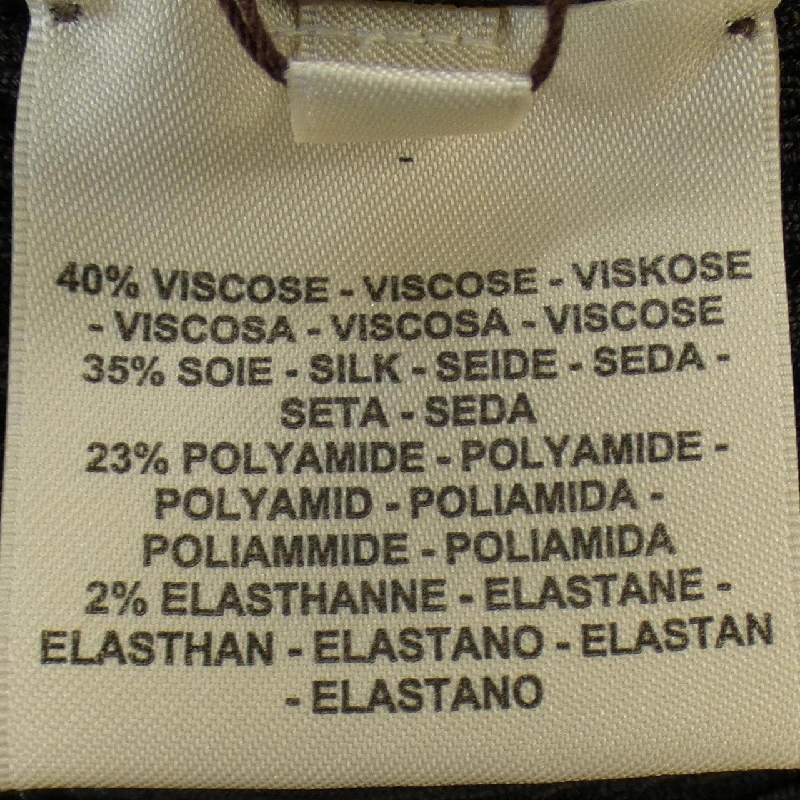 -
40% VISCOSE - VISCOSE - VISKOSE
- VISCOSA - VISCOSA - VISCOSE
35% SOIE - SILK - SEIDE - SEDA -
SETA - SEDA
23% POLYAMIDE - POLYAMIDE -
POLYAMID - POLIAMIDA -
POLIAMMIDE - POLIAMIDA
2% ELASTHANNE - ELASTANE -
ELASTHAN - ELASTANO - ELASTAN
- ELASTANO